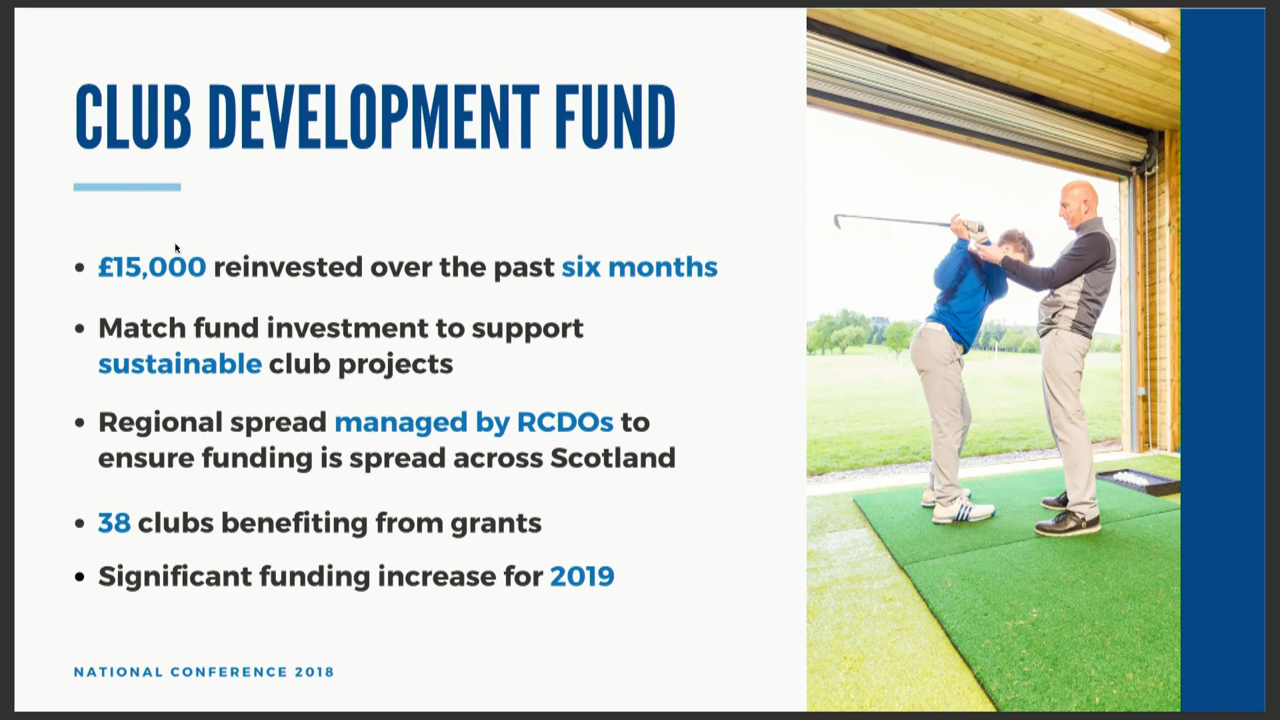 CLUB DEVELOPMENT FUND
• £15,000 reinvested over the past six months
• Match fund investment to support
sustainable club projects
• Regional spread managed by RCDOs to
ensure funding is spread across Scotland
• 38 clubs benefiting from grants
• Significant funding increase for 2019
NATIONAL CONFERENCE 2018